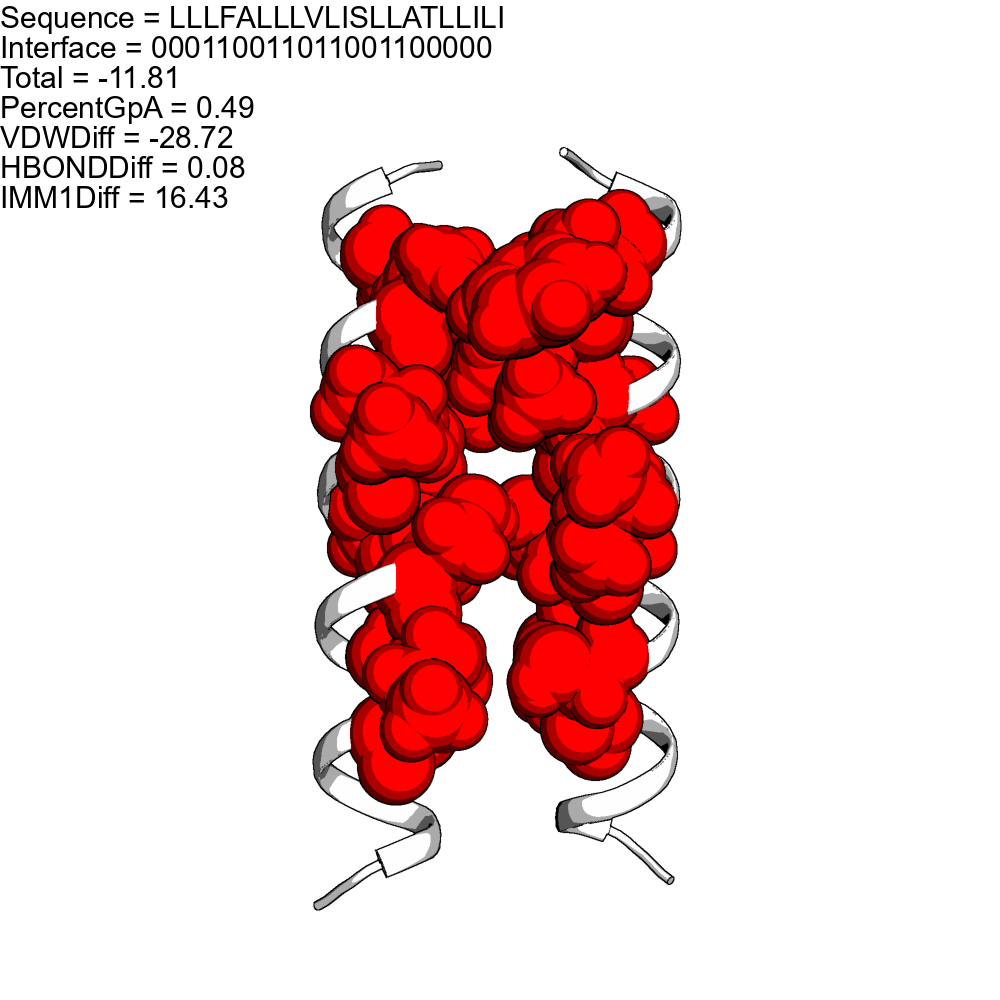 Sequence = LLLFALLLVLISLLATLLILI
Interface = 000110011011001100000
Total = -11.81
PercentGpA = 0.49
VDWDiff = -28.72
HBONDDiff = 0.08
IMM1Diff = 16.43